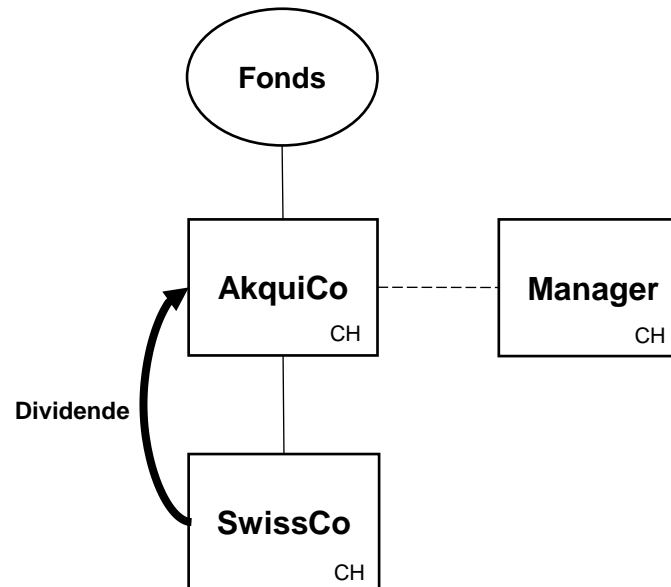 Fonds
AkquiCo
CH
Manager
CH
Dividende
SwissCo
CH